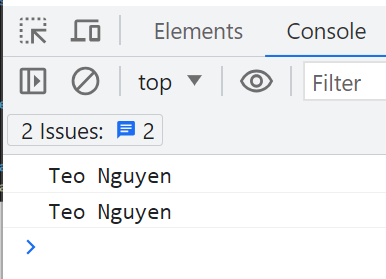 Elements Console
top Filter
2 Issues: 2
Teo Nguyen
Teo Nguyen